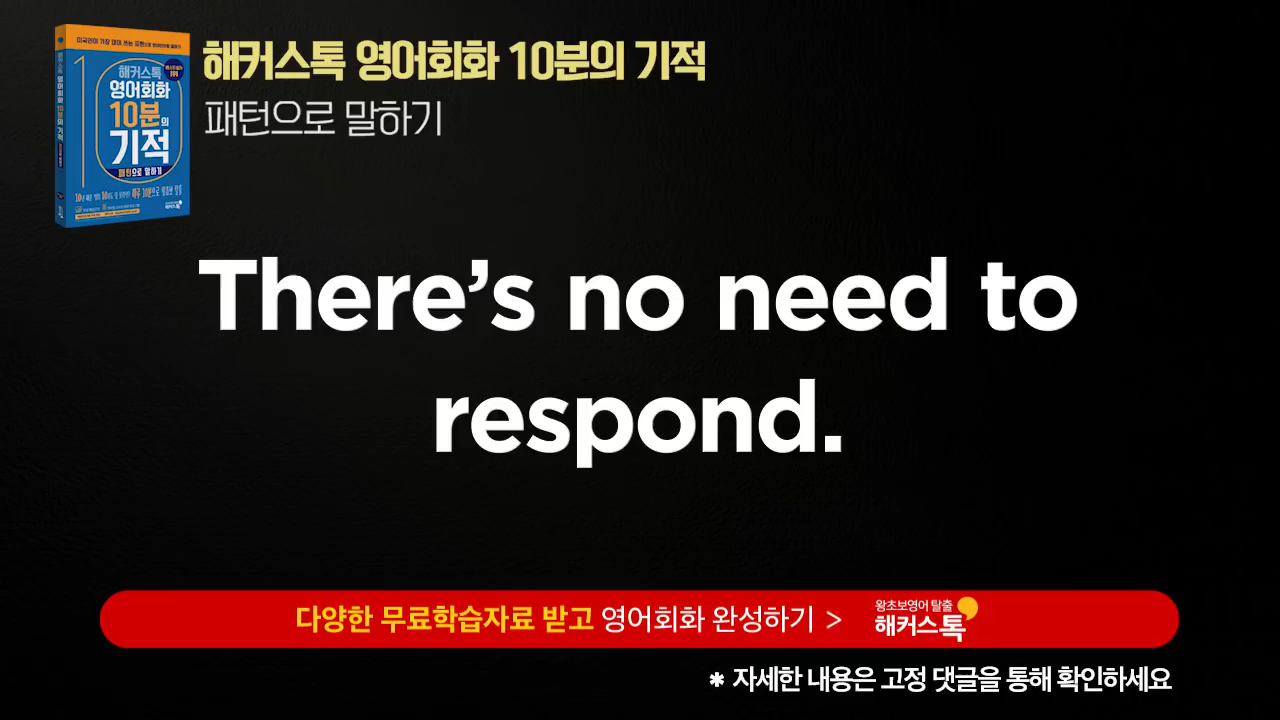 해커스톡 영어회화 10분의 기적
패턴으로 말하기
해커스톡
영어회화
10분의
기적
패턴으로 말하기
There's no need to
respond.
다양한 무료학습자료 받고 영어회화 완성하기 >
왕초보영어 탈출
해커스톡
* 자세한 내용은 고정 댓글을 통해 확인하세요